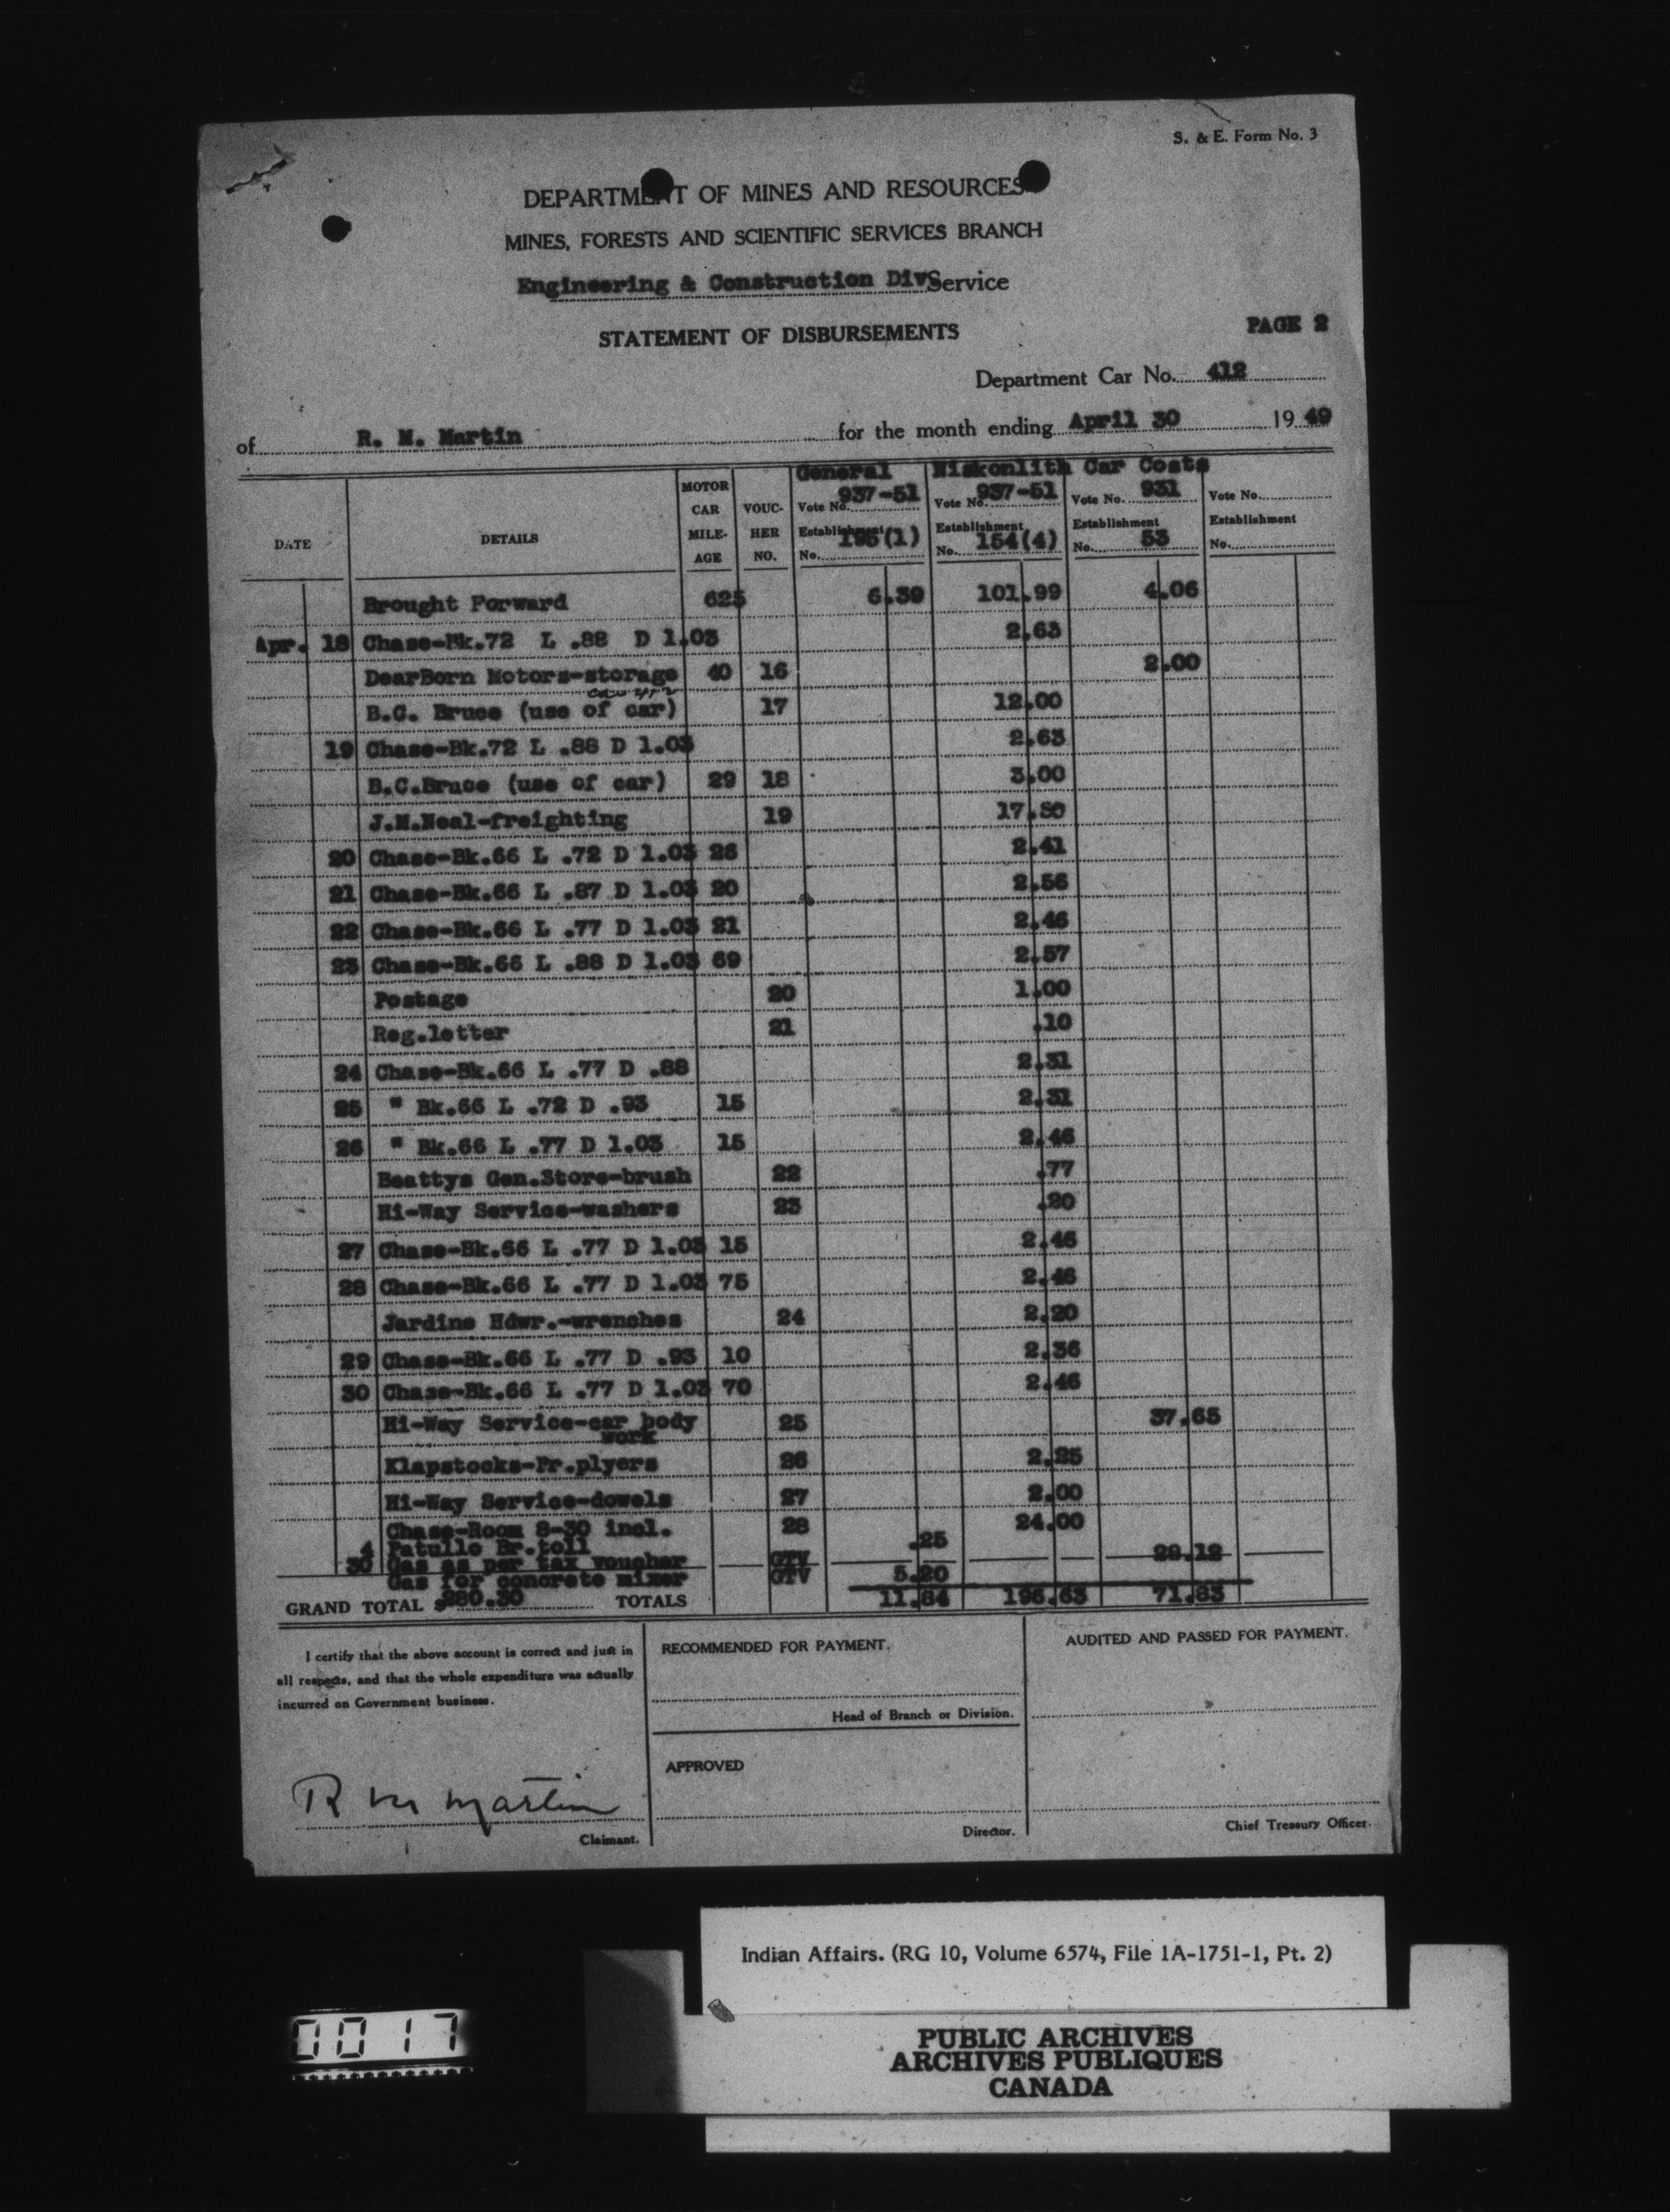 S. & E. Form No. 3
DEPARTMENT OF MINES AND RESOURCES
MINES, FORESTS AND SCIENTIFIC SERVICES BRANCH
Engineering & Construction Div Service
STATEMENT OF DISBURSEMENTS PAGE 2
Department Car No. 412
of R. M. Martin for the month ending April 30 19 49
General Niskonlith Car Costs
DATE DETAILS MOTOR CAR MILE-AGE VOUC-HER NO. Vote No. 937-51 Vote No. 937-51 Vote No. 931 Vote No.
Establishment No. 195(1) Establishment No. 154(4) Establishment No. 53 Establishment No.
Brought Forward 625 6.39 101.99 4.06
Apr. 18 Chase-Bk.72 L .88 D 1.03 2.63
DearBorn Motors-storage 40 16 2.00
car 412
B.C. Bruce (use of car) 17 12.00
19 Chase-Bk.72 L .88 D 1.03 2.63
B.C.Bruce (use of car) 29 18 3.00
J.M.Neal-freighting 19 17.50
20 Chase-Bk.66 L .72 D 1.03 26 2.41
21 Chase-Bk.66 L .87 D 1.03 20 2.56
22 Chase-Bk.66 L .77 D 1.03 21 2.46
23 Chase-Bk.66 L .88 D 1.03 69 2.57
Postage 20 1.00
Reg.letter 21 .10
24 Chase-Bk.66 L .77 D .88 2.31
25 " Bk.66 L .72 D .93 15 2.31
26 " Bk.66 L .77 D 1.03 15 2.46
Beattys Gen.Store-brush 22 .77
Hi-Way Service-washers 23 .20
27 Chase-Bk.66 L .77 D 1.03 15 2.46
28 Chase-Bk.66 L .77 D 1.03 75 2.46
Jardine Hdwr.-wrenches 24 2.20
29 Chase-Bk.66 L .77 D .93 10 2.36
30 Chase-Bk.66 L .77 D 1.03 70 2.46
Hi-Way Service-car body 25 37.65
work
Klapstocks-Pr.plyers 26 2.25
Hi-Way Service-dowels 27 2.00
Chase-Room 8-30 incl. 28 24.00
4 Patullo Br.toll .25
30 Gas as per tax voucher GTV 28.12
Gas for concrete mixer GTV 5.20
GRAND TOTAL $280.30 TOTALS 11.84 196.63 71.83
I certify that the above account is correct and just in
all respects, and that the whole expenditure was actually
incurred on Government business.
R M Martin
Claimant.
RECOMMENDED FOR PAYMENT.
Head of Branch or Division.
APPROVED
Director.
AUDITED AND PASSED FOR PAYMENT.
Chief Treasury Officer.
Indian Affairs. (RG 10, Volume 6574, File 1A-1751-1, Pt. 2)
0017
PUBLIC ARCHIVES
ARCHIVES PUBLIQUES
CANADA